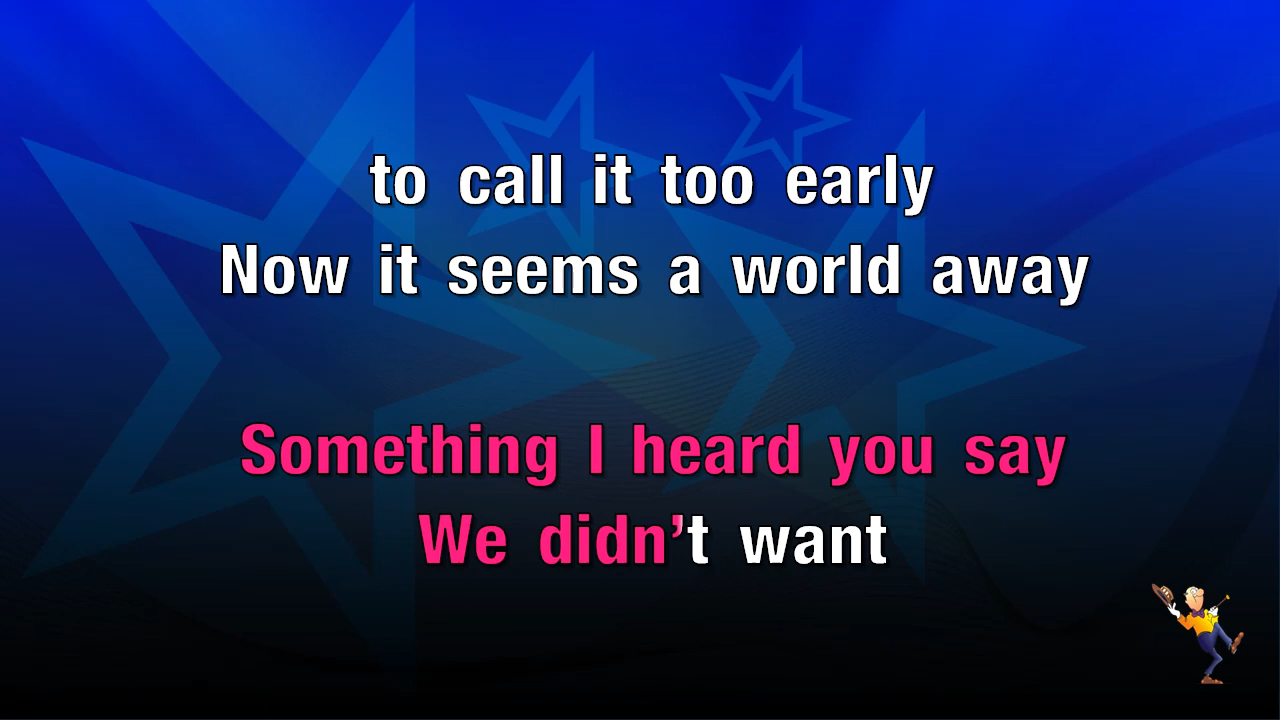 to call it too early
Now it seems a world away
Something I heard you say
We didn’t want